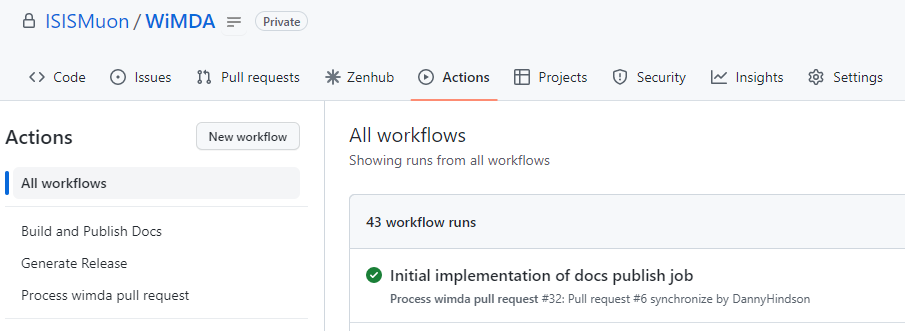 ISISMuon / WiMDA Private
Code Issues Pull requests Zenhub Actions Projects Security Insights Settings
Actions
New workflow
All workflows
Build and Publish Docs
Generate Release
Process wimda pull request
All workflows
Showing runs from all workflows
43 workflow runs
Initial implementation of docs publish job
Process wimda pull request #32: Pull request #6 synchronize by DannyHindson